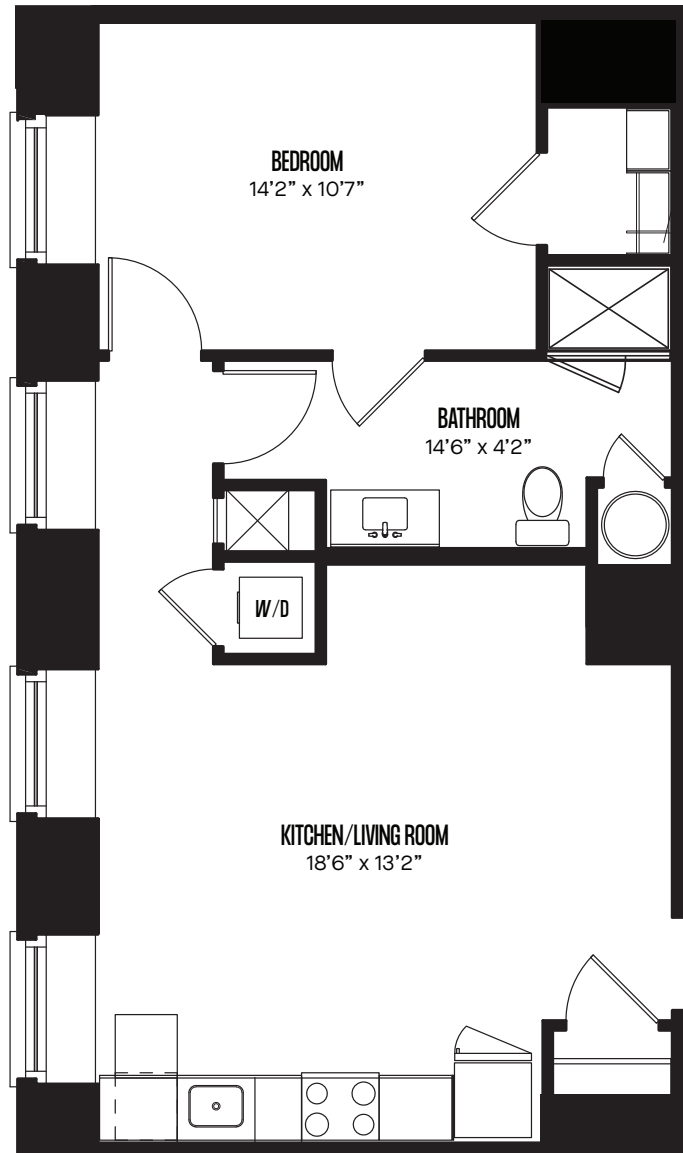 BEDROOM
14’2” x 10’7”
BATHROOM
14’6” x 4’2”
W/D
KITCHEN/LIVING ROOM
18’6” x 13’2”